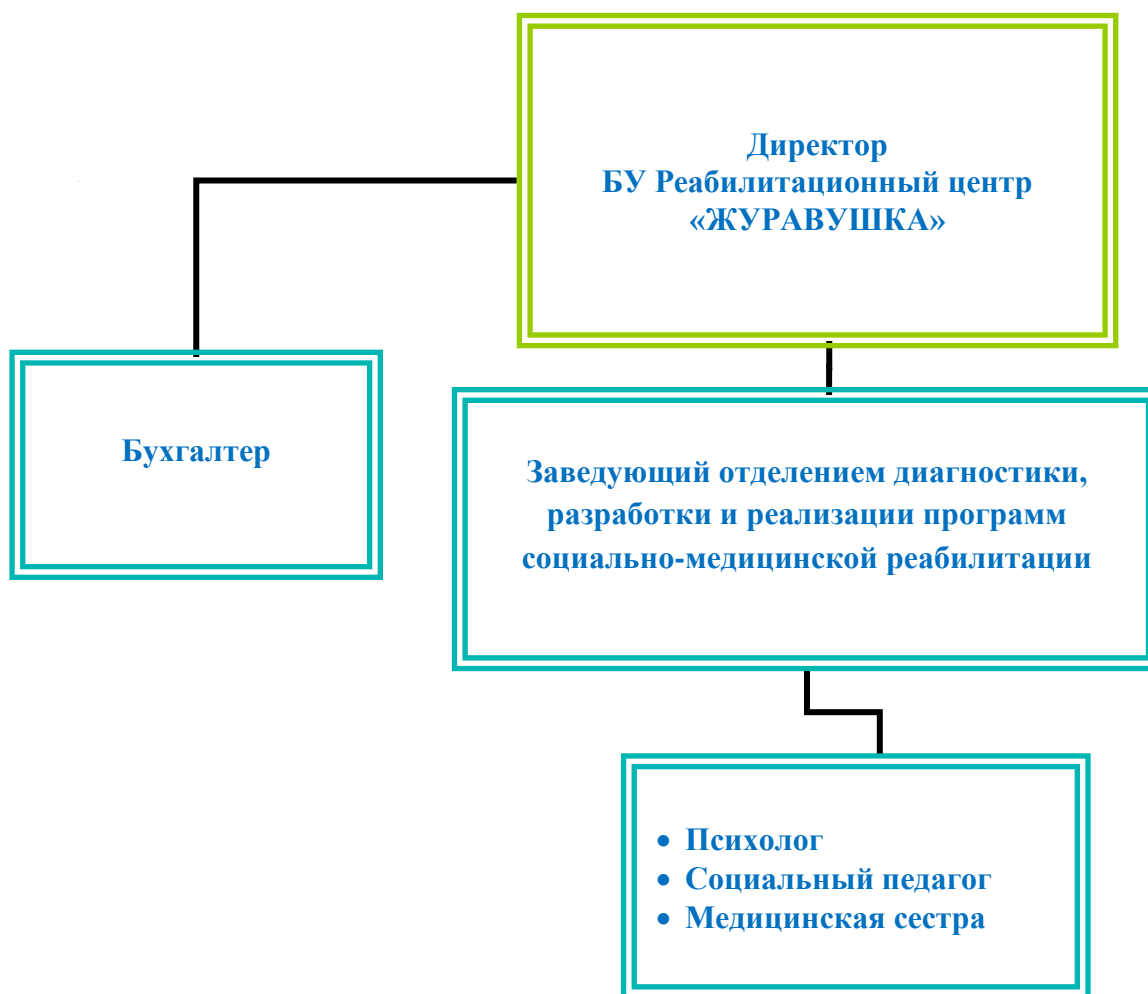 Директор
БУ Реабилитационный центр
«ЖУРАВУШКА»
Бухгалтер
Заведующий отделением диагностики,
разработки и реализации программ
социально-медицинской реабилитации
• Психолог
• Социальный педагог
• Медицинская сестра